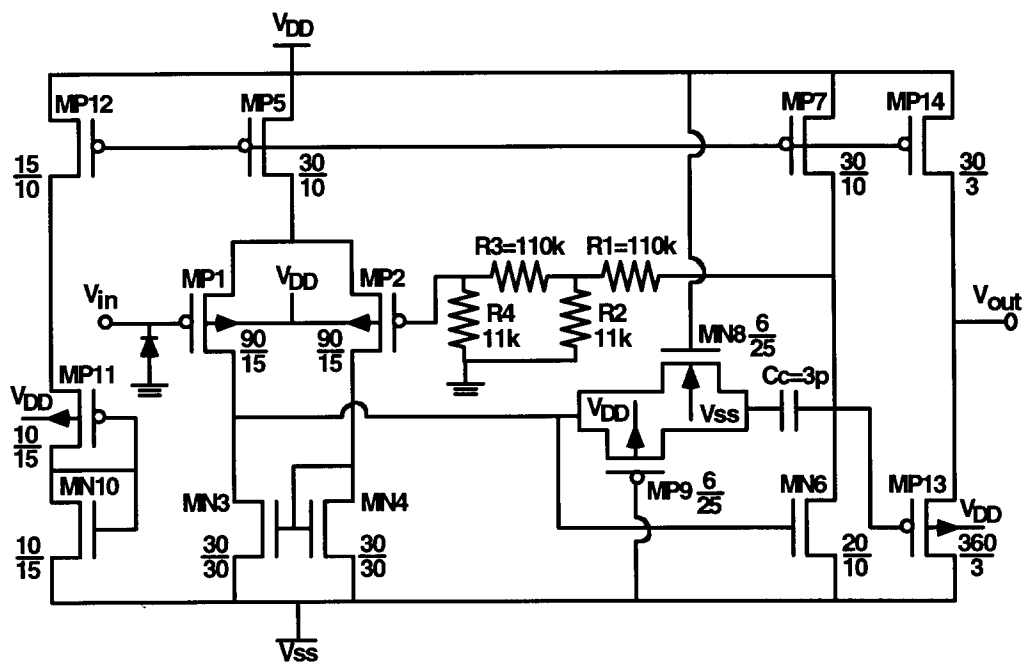 VDD
MP12
MP5
MP7
MP14
15
10
30
10
30
10
30
3
R3=110k
R1=110k
MP1
VDD
MP2
Vin
R4
11k
R2
11k
Vout
90
15
90
15
MN8 6
25
MP11
Cc=3p
VDD
VDD
Vss
10
15
MN10
MN3
MN4
MP9 6
25
MN6
MP13
VDD
10
15
30
30
30
30
20
10
360
3
Vss